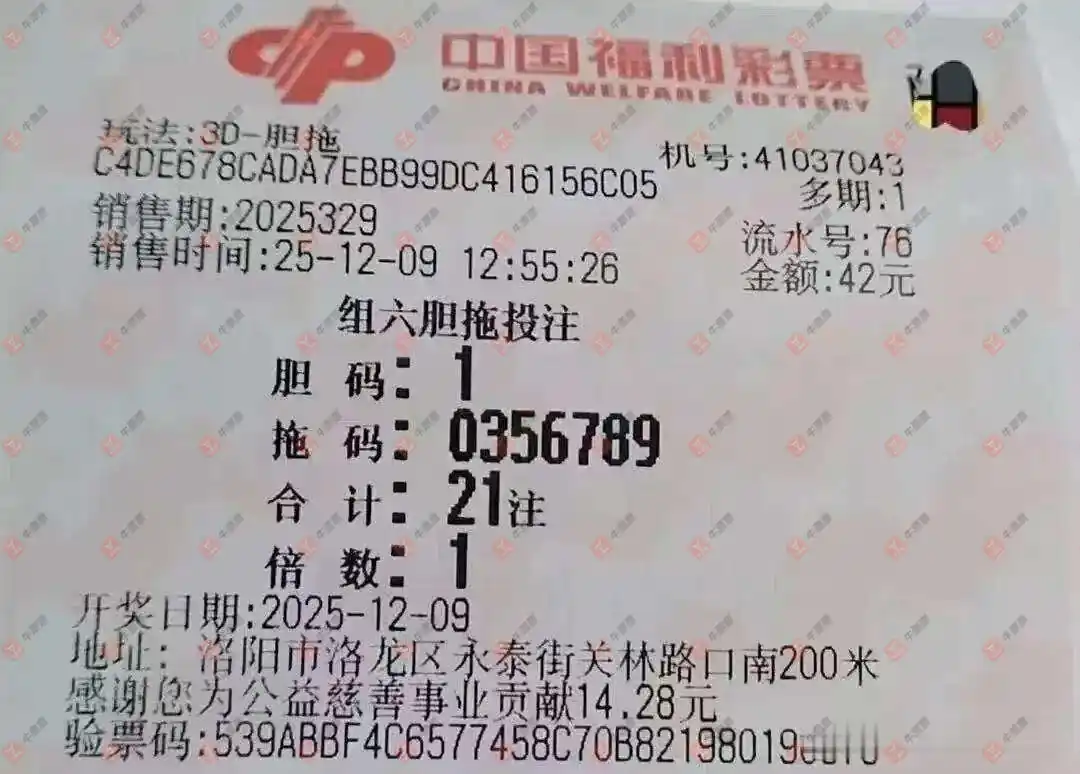 中国福利彩票
CHINA WELFARE LOTTERY
玩法:3D-胆拖
C4DE678CADA7EBB99DC416156C05
机号:41037043
多期:1
销售期:2025329
流水号:76
销售时间:25-12-09 12:55:26
金额:42元
组六胆拖投注
胆 码: 1
拖 码: 0356789
合 计: 21注
倍 数: 1
开奖日期:2025-12-09
地址: 洛阳市洛龙区永泰街关林路口南200米
感谢您为公益慈善事业贡献14.28元
验票码:539ABBF4C6577458C70B82198019